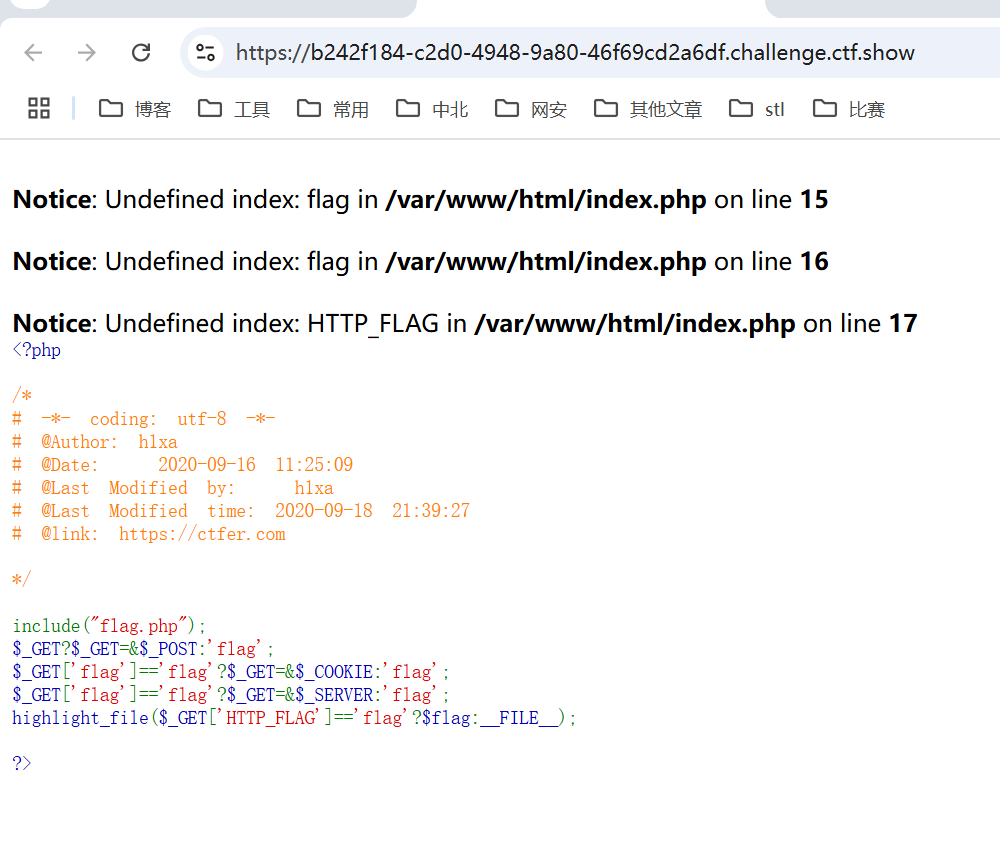 https://b242f184-c2d0-4948-9a80-46f69cd2a6df.challenge.ctf.show
博客 工具 常用 中北 网安 其他文章 stl 比赛
Notice: Undefined index: flag in /var/www/html/index.php on line 15
Notice: Undefined index: flag in /var/www/html/index.php on line 16
Notice: Undefined index: HTTP_FLAG in /var/www/html/index.php on line 17
<?php
/*
# -*- coding: utf-8 -*-
# @Author: h1xa
# @Date:   2020-09-16 11:25:09
# @Last Modified by:   h1xa
# @Last Modified time: 2020-09-18 21:39:27
# @link: https://ctfer.com
*/
include("flag.php");
$_GET?$_GET=&$_POST:'flag';
$_GET['flag']=='flag'?$_GET=&$_COOKIE:'flag';
$_GET['flag']=='flag'?$_GET=&$_SERVER:'flag';
highlight_file($_GET['HTTP_FLAG']=='flag'?$flag:__FILE__);
?>